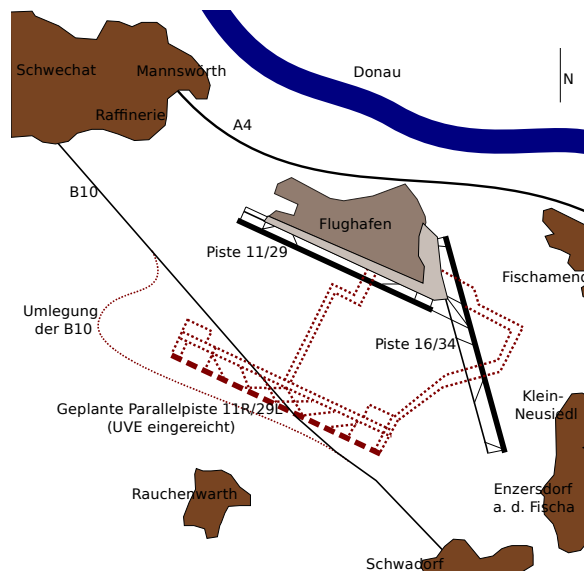 Schwechat
Mannswörth
Donau
N
Raffinerie
A4
B10
Flughafen
Piste 11/29
Fischamend
Umlegung
der B10
Piste 16/34
Klein-
Neusiedl
Geplante Parallelpiste 11R/29L
(UVE eingereicht)
Rauchenwarth
Enzersdorf
a. d. Fischa
Schwadorf